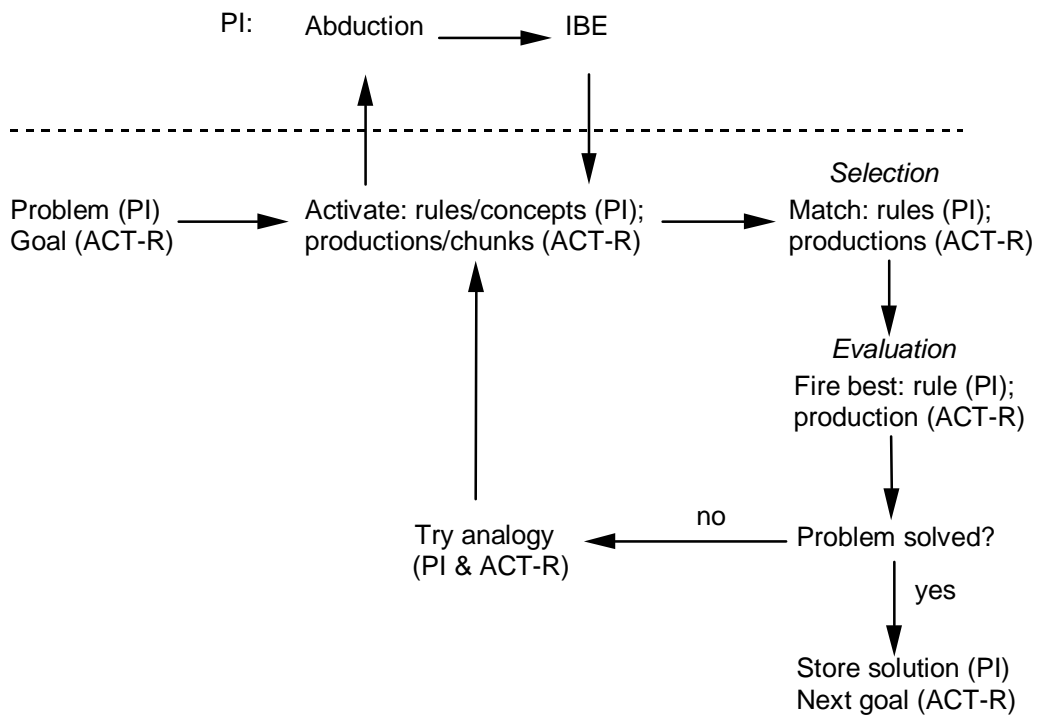 PI: Abduction IBE
Selection
Problem (PI)
Goal (ACT-R)
Activate: rules/concepts (PI);
productions/chunks (ACT-R)
Match: rules (PI);
productions (ACT-R)
Evaluation
Fire best: rule (PI);
production (ACT-R)
no
Try analogy
(PI & ACT-R)
Problem solved?
yes
Store solution (PI)
Next goal (ACT-R)